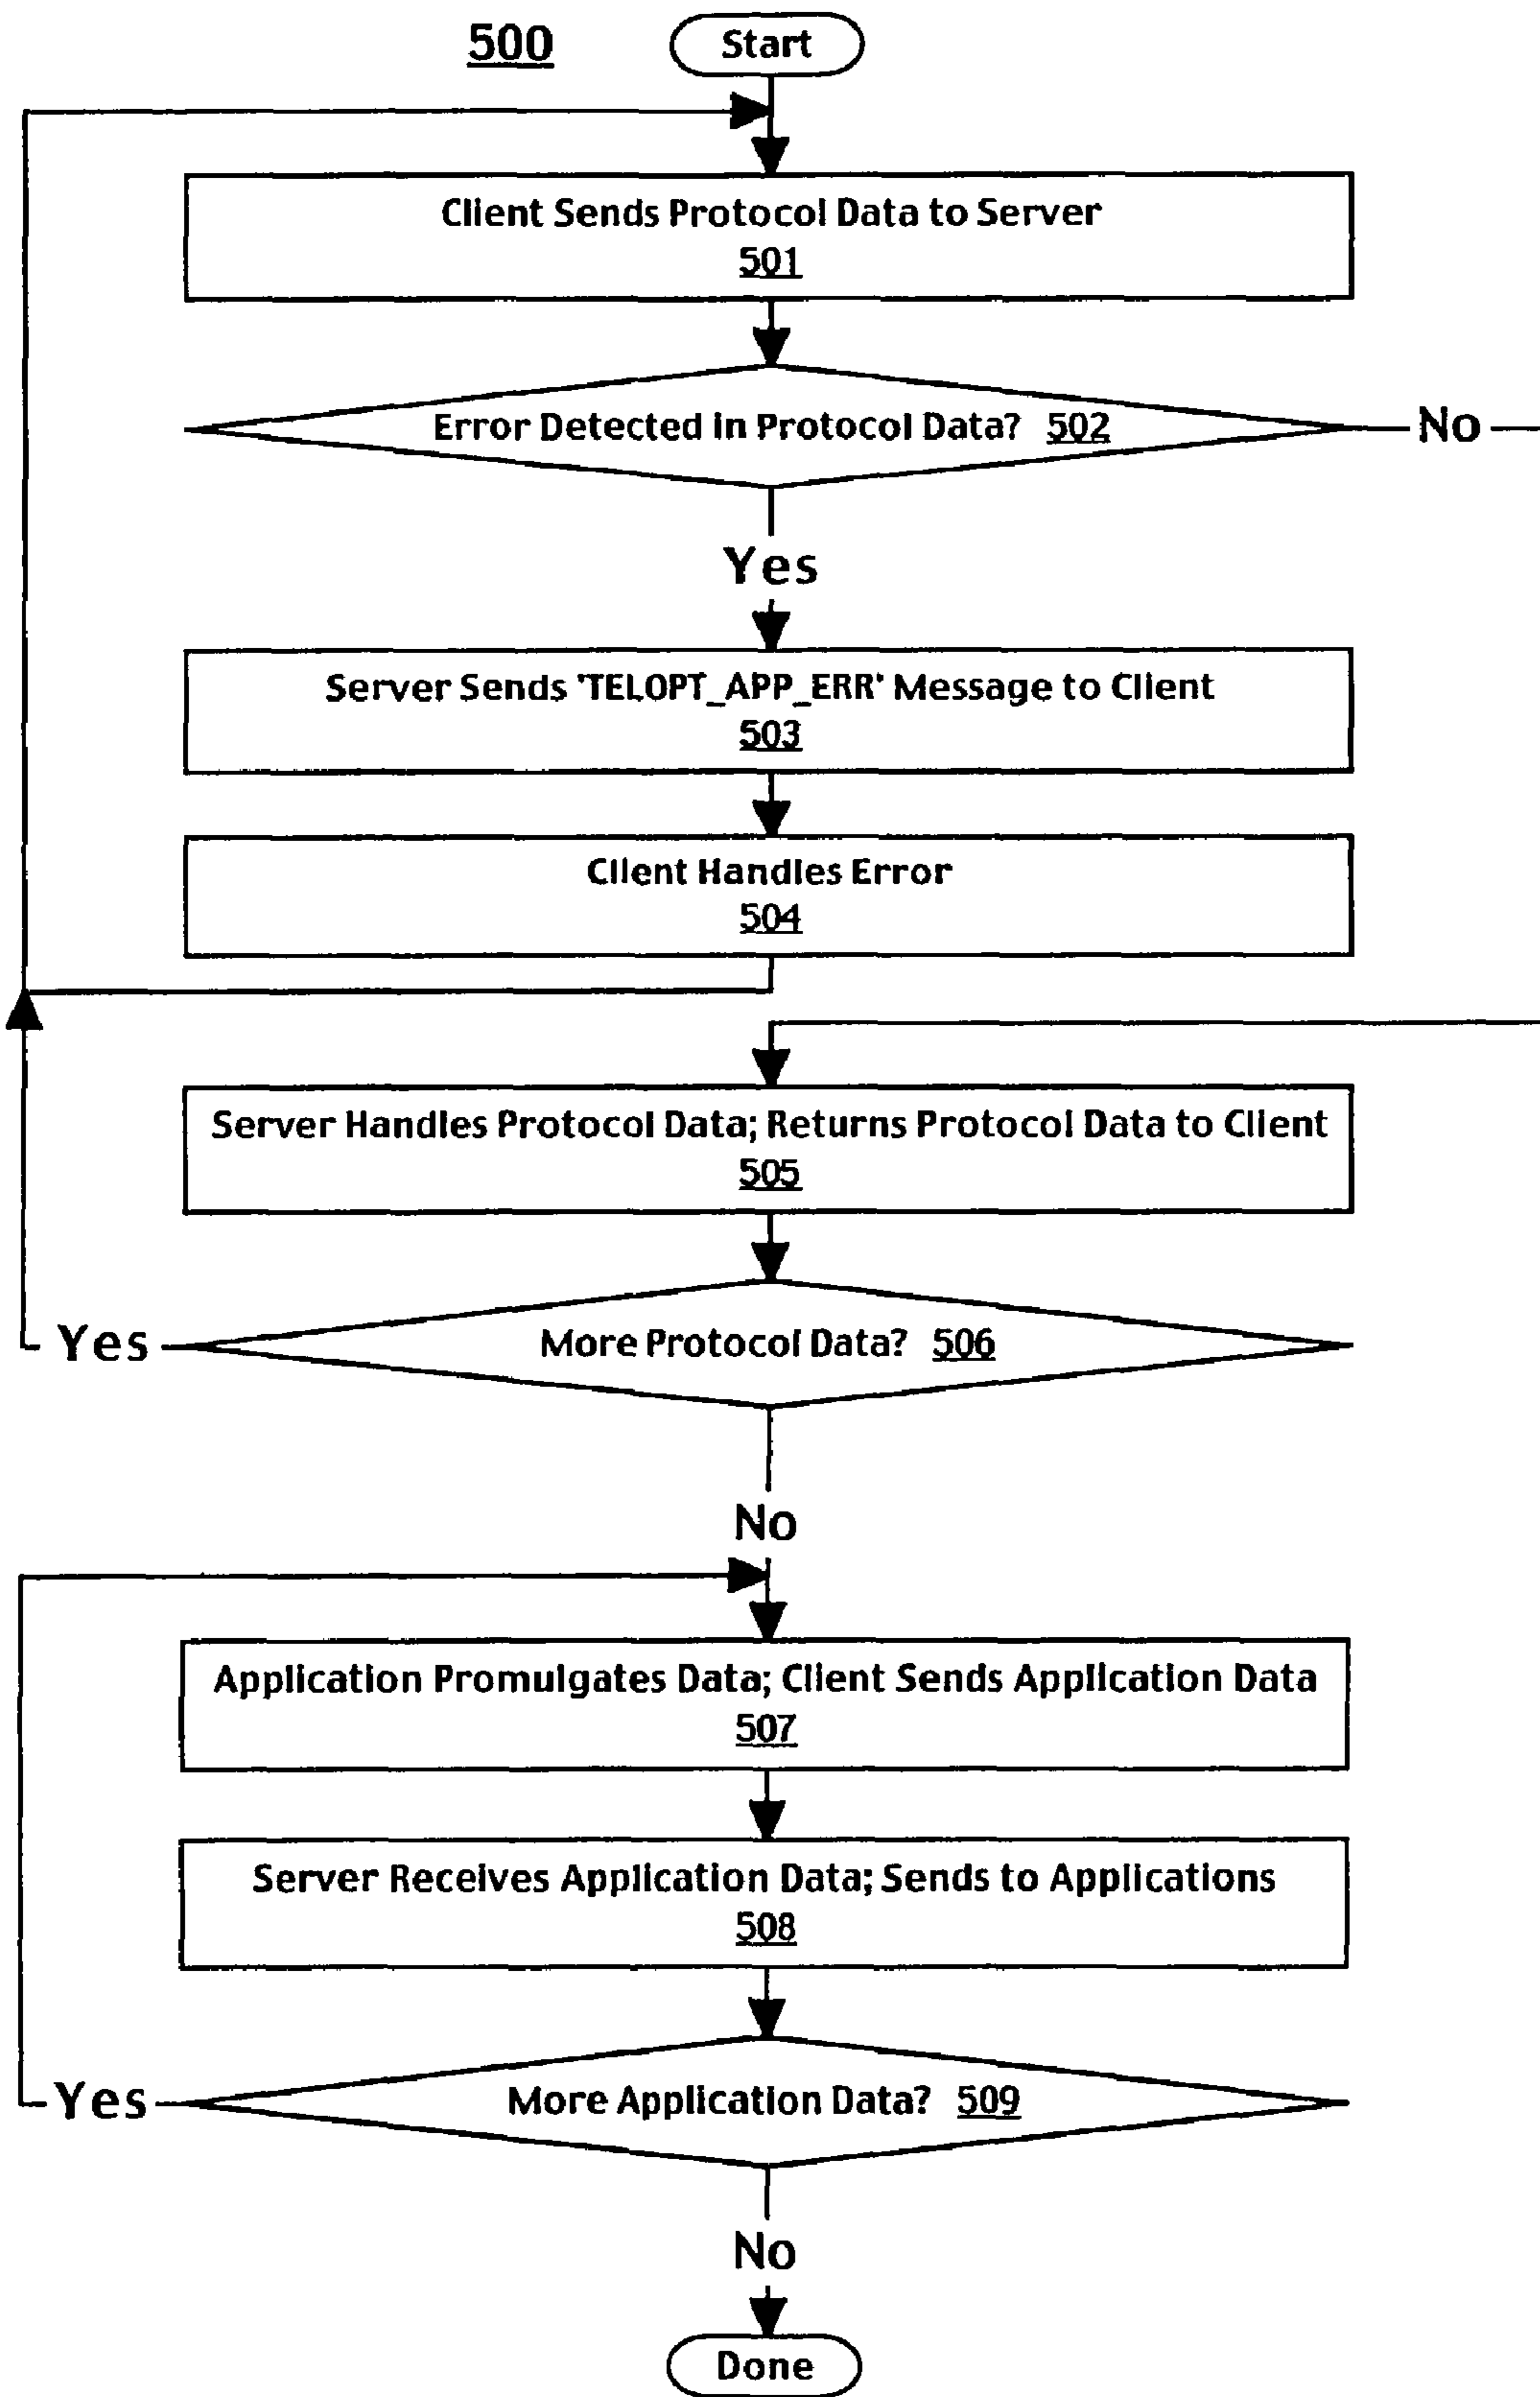 500
Start
Client Sends Protocol Data to Server
501
Error Detected in Protocol Data? 502
No
Yes
Server Sends 'TELOPT_APP_ERR' Message to Client
503
Client Handles Error
504
Server Handles Protocol Data; Returns Protocol Data to Client
505
More Protocol Data? 506
Yes
No
Application Promulgates Data; Client Sends Application Data
507
Server Receives Application Data; Sends to Applications
508
More Application Data? 509
Yes
No
Done